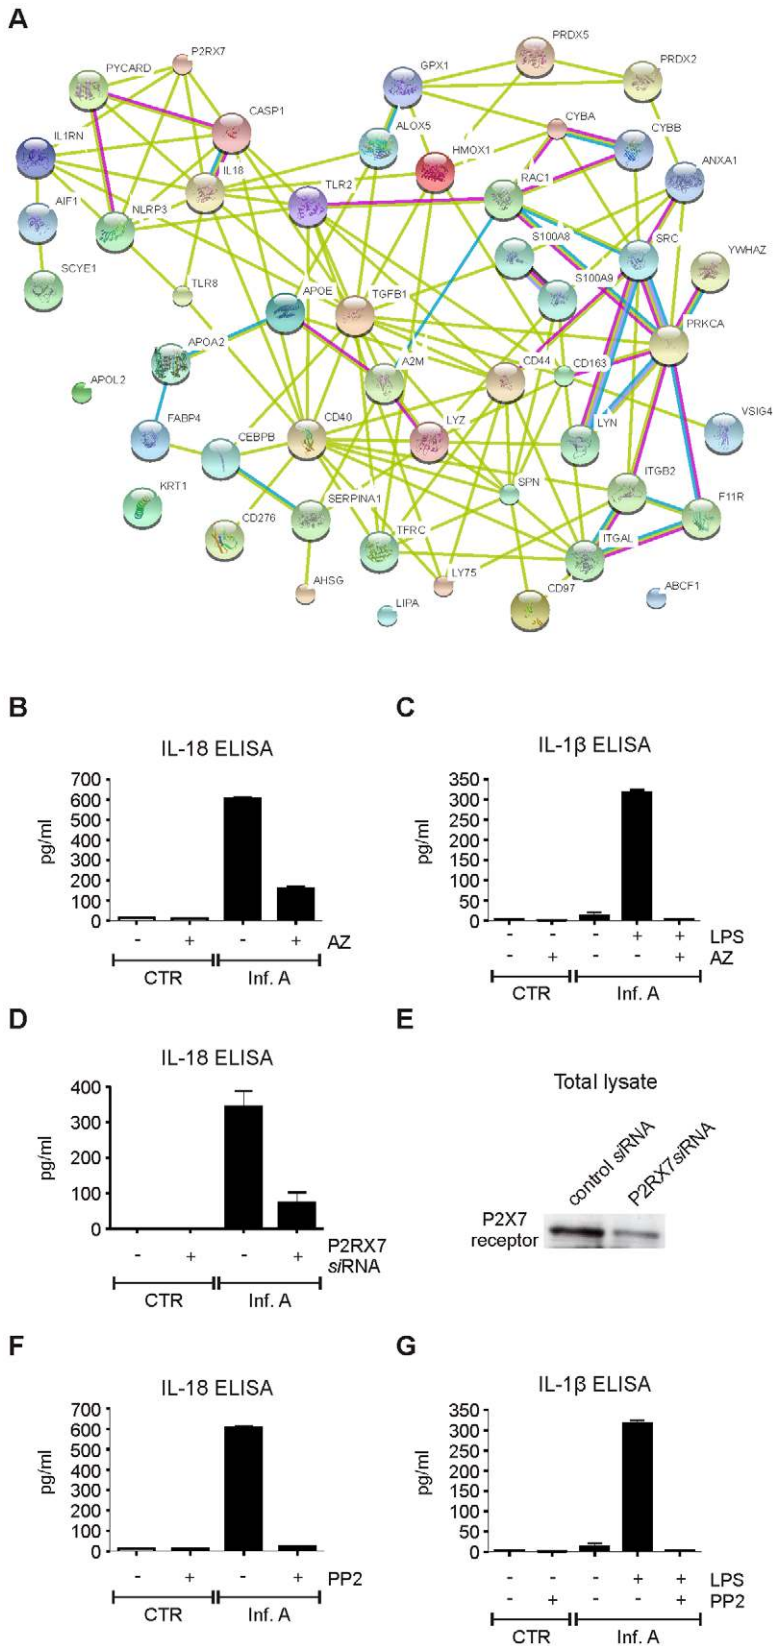 A
P2RX7
PRDX5
PYCARD
GPX1
PRDX2
CASP1
CYBA
ALOX5
CYBB
IL1RN
HMOX1
IL18
ANXA1
RAC1
TLR2
AIF1
NLRP3
S100A8
SRC
YWHAZ
SCYE1
S100A9
TLR8
APOE
TGFB1
PRKCA
APOA2
A2M
CD44
CD163
APOL2
VSIG4
FABP4
CD40
LYZ
LYN
CEBPB
ITGB2
KRT1
SPN
F11R
SERPINA1
CD276
TFRC
ITGAL
LY75
AHSG
CD97
ABCF1
LIPA
B
IL-18 ELISA
pg/ml
700
600
500
400
300
200
100
0
- + - + AZ
CTR Inf. A
C
IL-1β ELISA
pg/ml
350
300
250
200
150
100
50
0
- - - + + LPS
- + - - + AZ
CTR Inf. A
D
IL-18 ELISA
pg/ml
400
300
200
100
0
- + - + P2RX7
siRNA
CTR Inf. A
E
Total lysate
control siRNA
P2RX7siRNA
P2X7
receptor
F
IL-18 ELISA
pg/ml
700
600
500
400
300
200
100
0
- + - + PP2
CTR Inf. A
G
IL-1β ELISA
pg/ml
350
300
250
200
150
100
50
0
- - - + + LPS
- + - - + PP2
CTR Inf. A